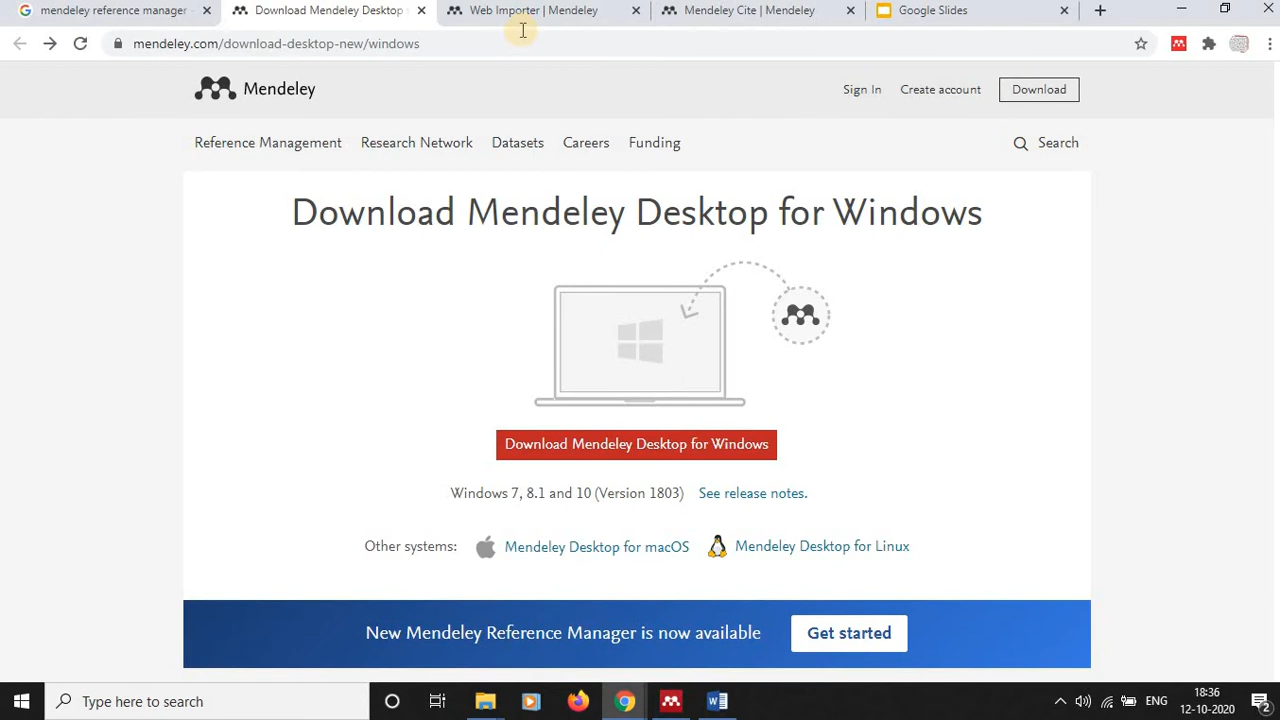 mendeley reference manager
Download Mendeley Desktop
Web Importer | Mendeley
Mendeley Cite | Mendeley
Google Slides
mendeley.com/download-desktop-new/windows
Mendeley
Sign In
Create account
Download
Reference Management
Research Network
Datasets
Careers
Funding
Search
Download Mendeley Desktop for Windows
Download Mendeley Desktop for Windows
Windows 7, 8.1 and 10 (Version 1803) See release notes.
Other systems: Mendeley Desktop for macOS Mendeley Desktop for Linux
New Mendeley Reference Manager is now available
Get started
Type here to search
ENG
18:36
12-10-2020
2